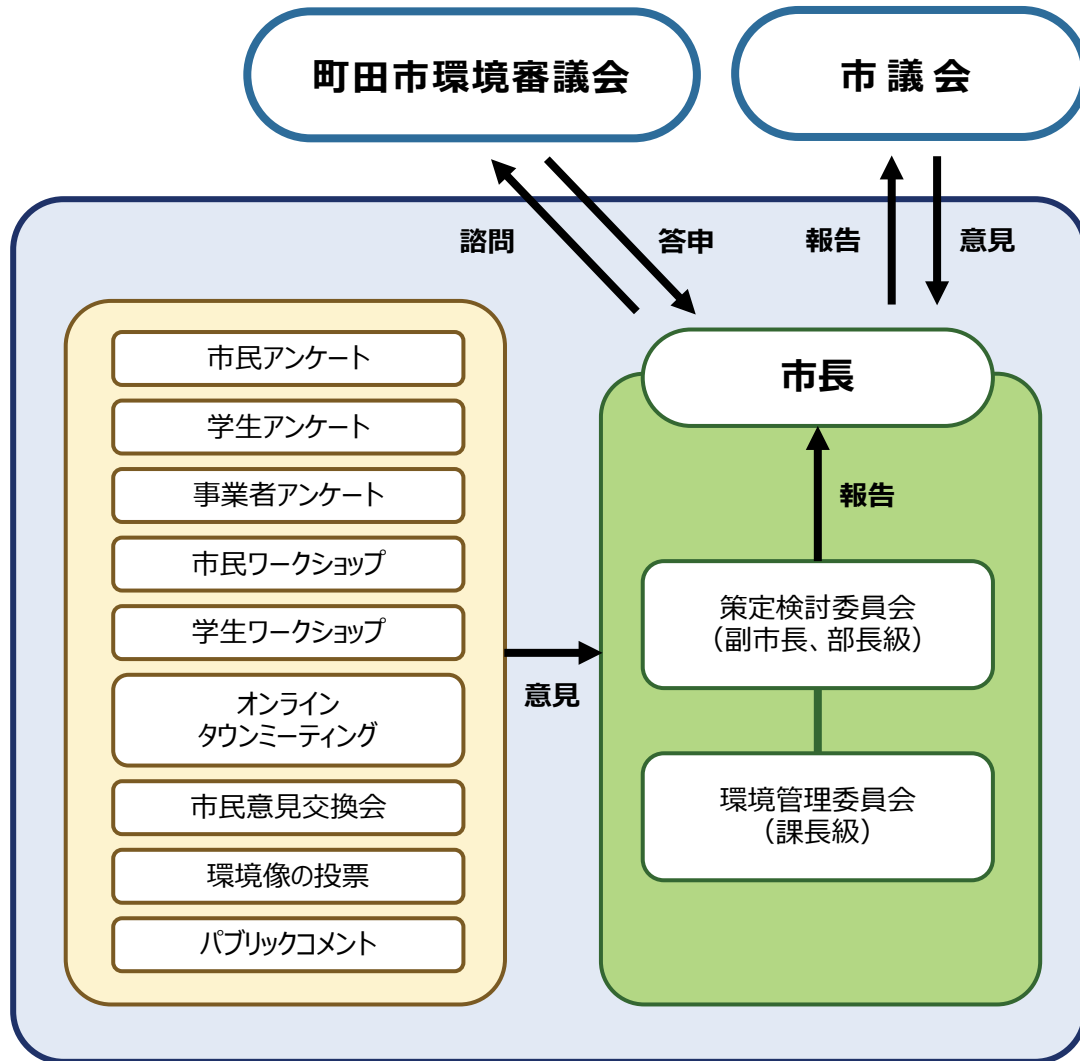 町田市環境審議会
市議会
諮問
答申
報告
意見
市民アンケート
学生アンケート
事業者アンケート
市民ワークショップ
学生ワークショップ
オンライン
タウンミーティング
市民意見交換会
環境像の投票
パブリックコメント
意見
市長
報告
策定検討委員会
（副市長、部長級）
環境管理委員会
（課長級）